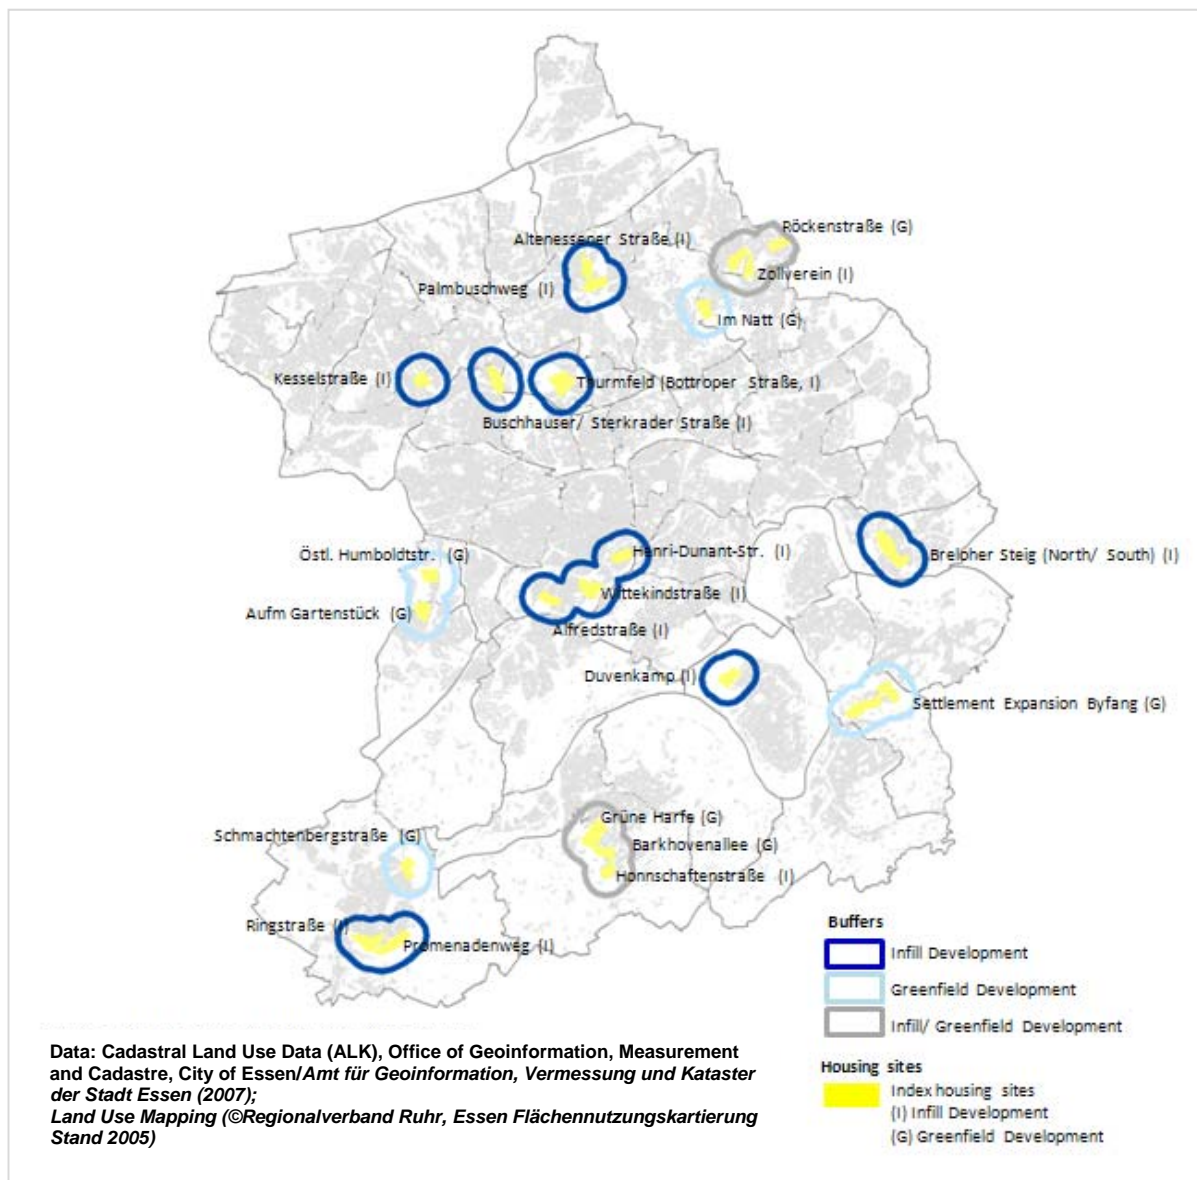 Röckenstraße (G)
Altenessener Straße (I)
Zollverein (I)
Palmbuschweg (I)
Im Natt (G)
Kesselstraße (I)
Thurmfeld (Bottroper Straße, I)
Buschhauser/ Sterkrader Straße (I)
Östl. Humboldtstr. (G)
Henri-Dunant-Str. (I)
Breloher Steig (North/ South) (I)
Wittekindstraße (I)
Aufm Gartenstück (G)
Alfredstraße (I)
Duvenkamp (I)
Settlement Expansion Byfang (G)
Grüne Harfe (G)
Schmachtenbergstraße (G)
Barkhovenallee (G)
Honnschaftenstraße (I)
Ringstraße (I)
Promenadenweg (I)
Buffers
Infill Development
Greenfield Development
Infill/ Greenfield Development
Housing sites
Index housing sites
(I) Infill Development
(G) Greenfield Development
Data: Cadastral Land Use Data (ALK), Office of Geoinformation, Measurement
and Cadastre, City of Essen/Amt für Geoinformation, Vermessung und Kataster
der Stadt Essen (2007);
Land Use Mapping (©Regionalverband Ruhr, Essen Flächennutzungskartierung
Stand 2005)